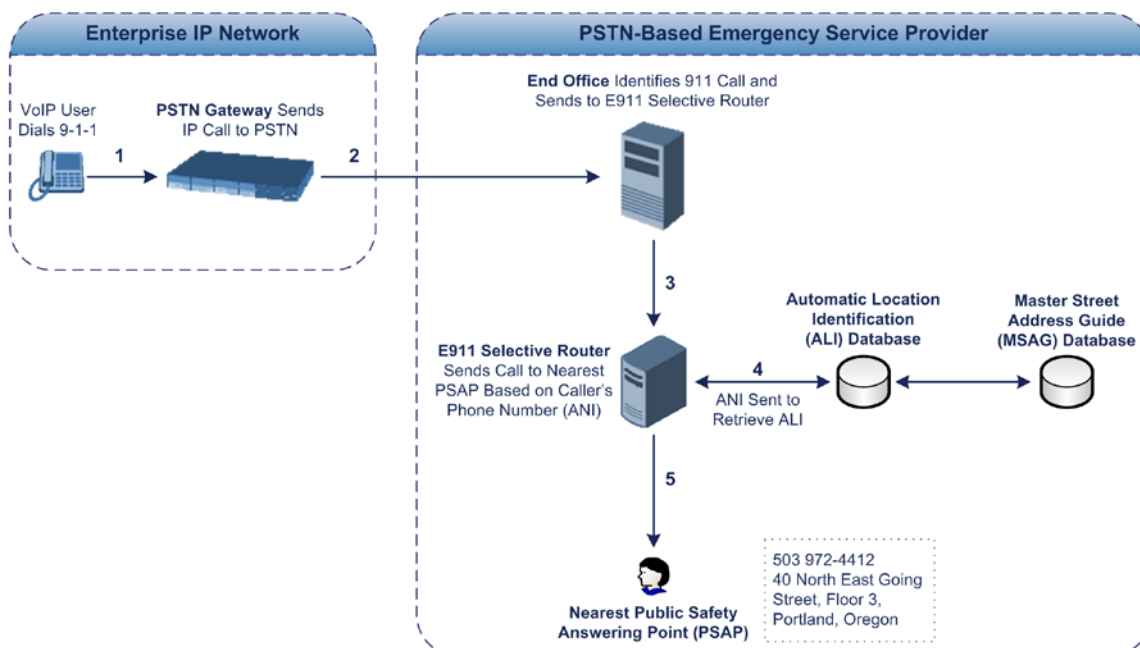 Enterprise IP Network
PSTN-Based Emergency Service Provider
VoIP User
Dials 9-1-1
1
PSTN Gateway Sends
IP Call to PSTN
2
End Office Identifies 911 Call and
Sends to E911 Selective Router
3
E911 Selective Router
Sends Call to Nearest
PSAP Based on Caller's
Phone Number (ANI)
4
ANI Sent to
Retrieve ALI
Automatic Location
Identification
(ALI) Database
Master Street
Address Guide
(MSAG) Database
5
Nearest Public Safety
Answering Point (PSAP)
503 972-4412
40 North East Going
Street, Floor 3,
Portland, Oregon